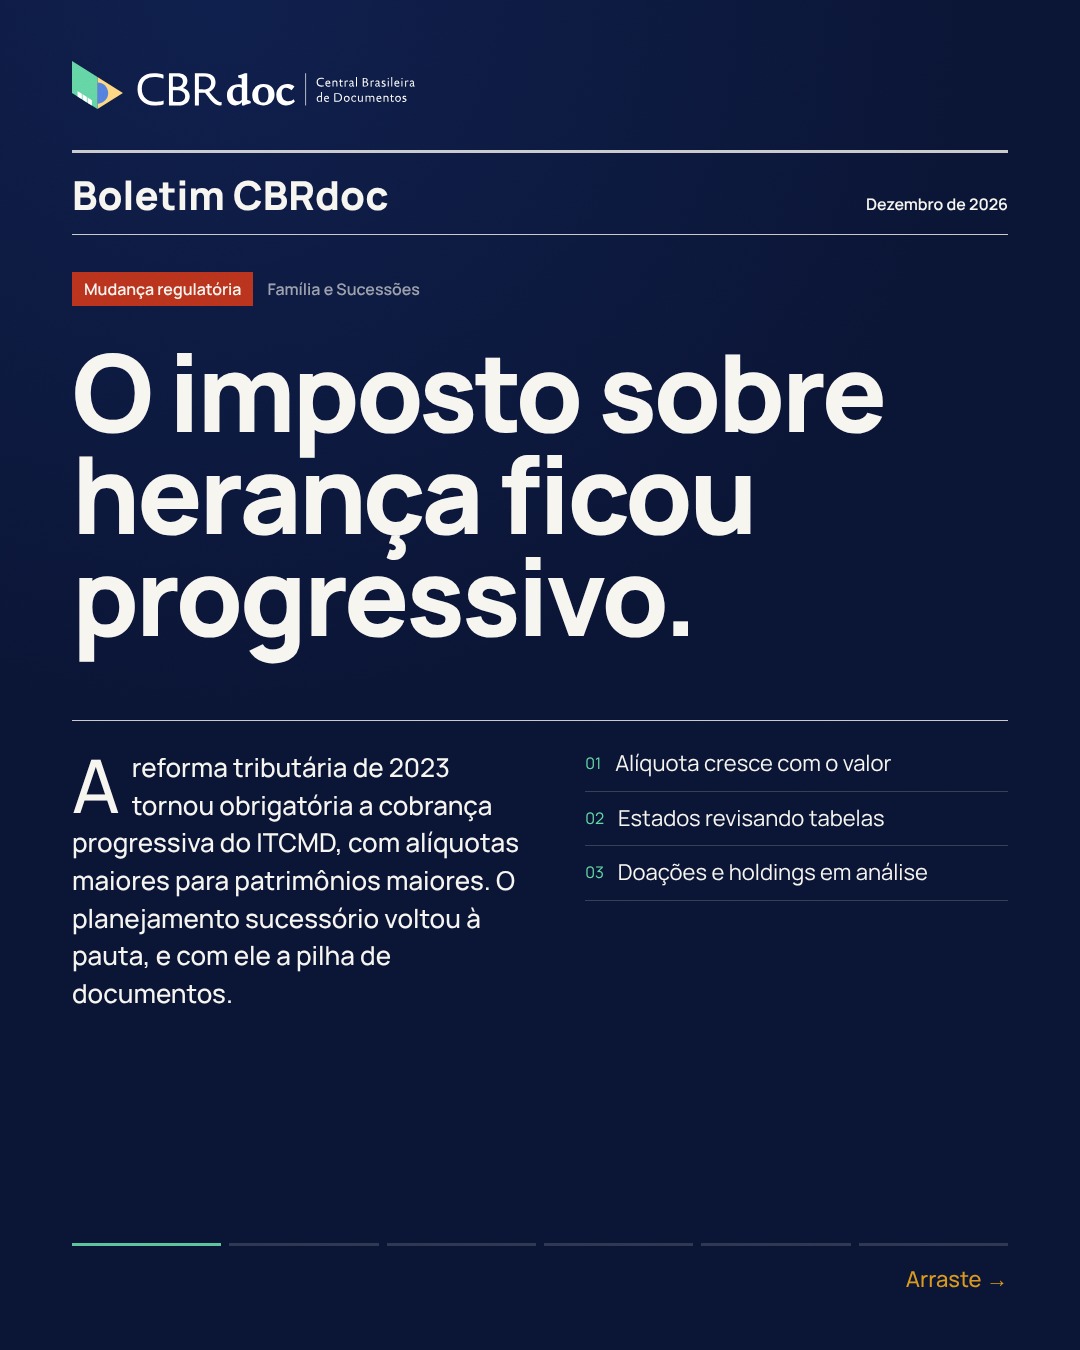 CBRdoc
Central Brasileira
de Documentos
Boletim CBRdoc
Dezembro de 2026
Mudança regulatória
Família e Sucessões
O imposto sobre
herança ficou
progressivo.
A reforma tributária de 2023
tornou obrigatória a cobrança
progressiva do ITCMD, com alíquotas
maiores para patrimônios maiores. O
planejamento sucessório voltou à
pauta, e com ele a pilha de
documentos.
01 Alíquota cresce com o valor
02 Estados revisando tabelas
03 Doações e holdings em análise
Arraste →